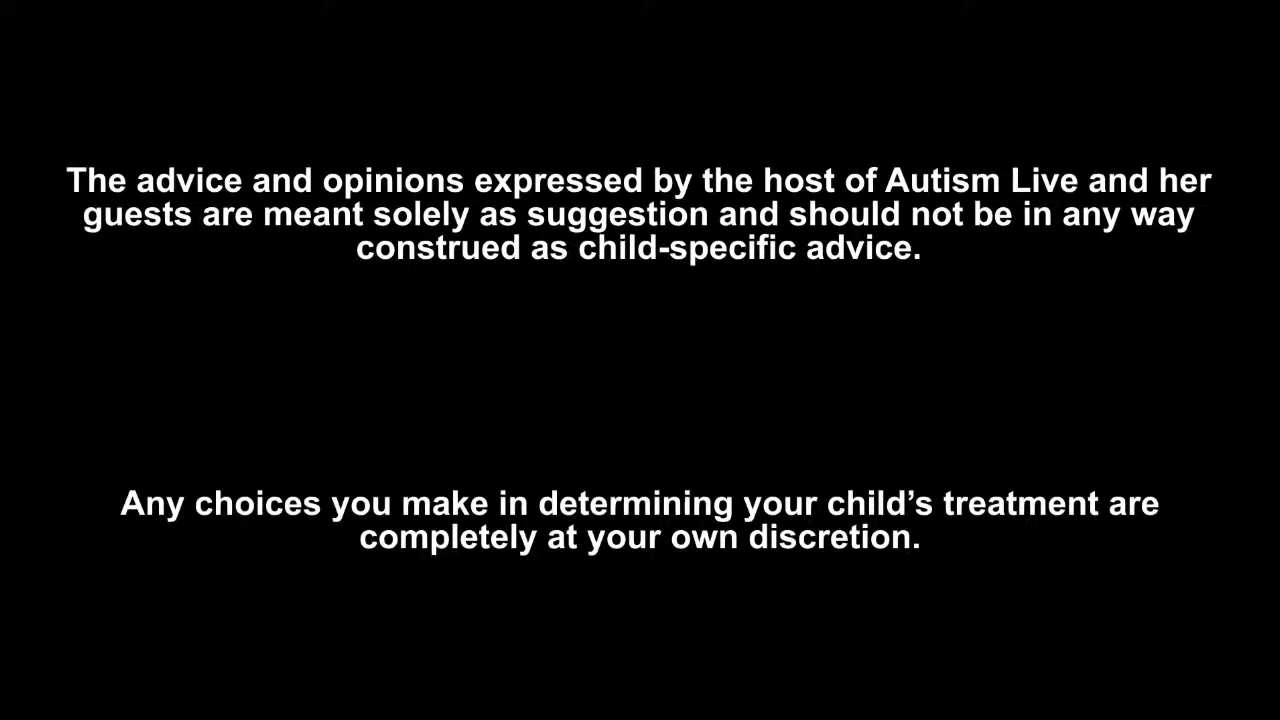 The advice and opinions expressed by the host of Autism Live and her
guests are meant solely as suggestion and should not be in any way
construed as child-specific advice.
Any choices you make in determining your child’s treatment are
completely at your own discretion.